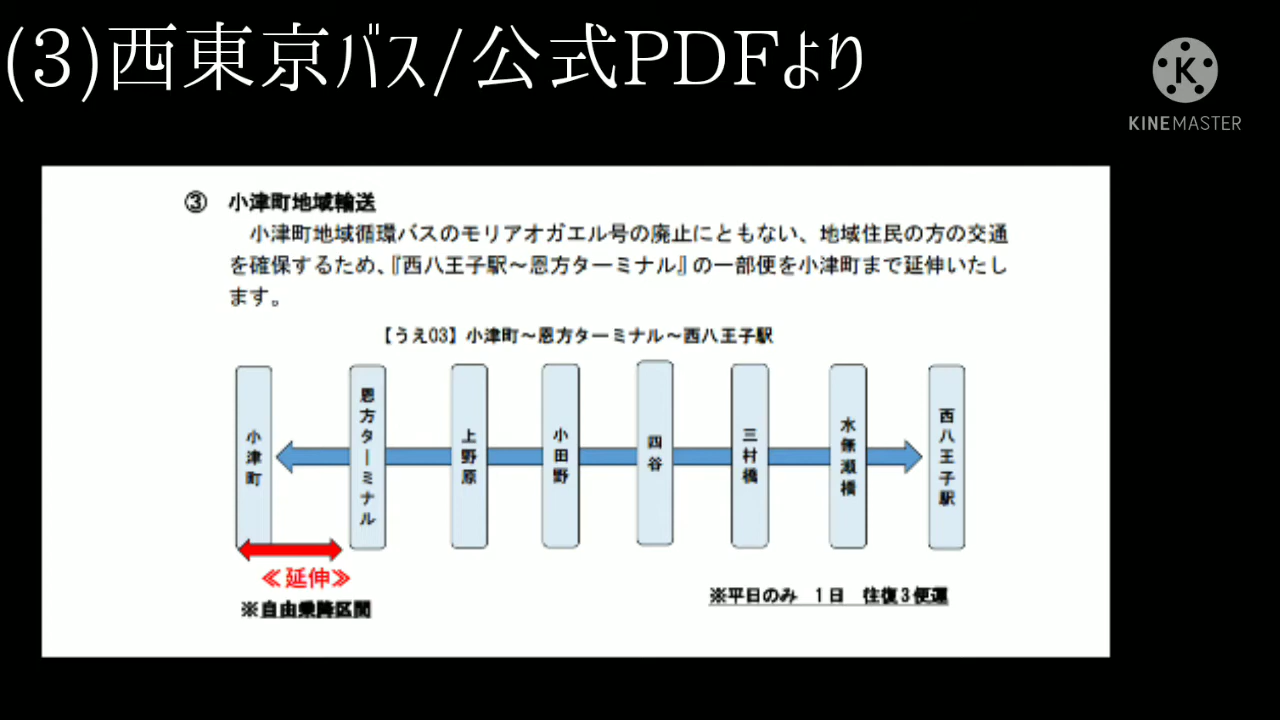 (3)西東京ﾊﾞｽ/公式PDFより
KINEMASTER
③ 小津町地域輸送
小津町地域循環バスのモリアオガエル号の廃止にともない、地域住民の方の交通
を確保するため、『西八王子駅～恩方ターミナル』の一部便を小津町まで延伸いたし
ます。
【うえ03】小津町～恩方ターミナル～西八王子駅
小津町
恩方ターミナル
上野原
小田野
四谷
三村橋
水無瀬橋
西八王子駅
≪延伸≫
※自由乗降区間
※平日のみ 1日 往復3便運